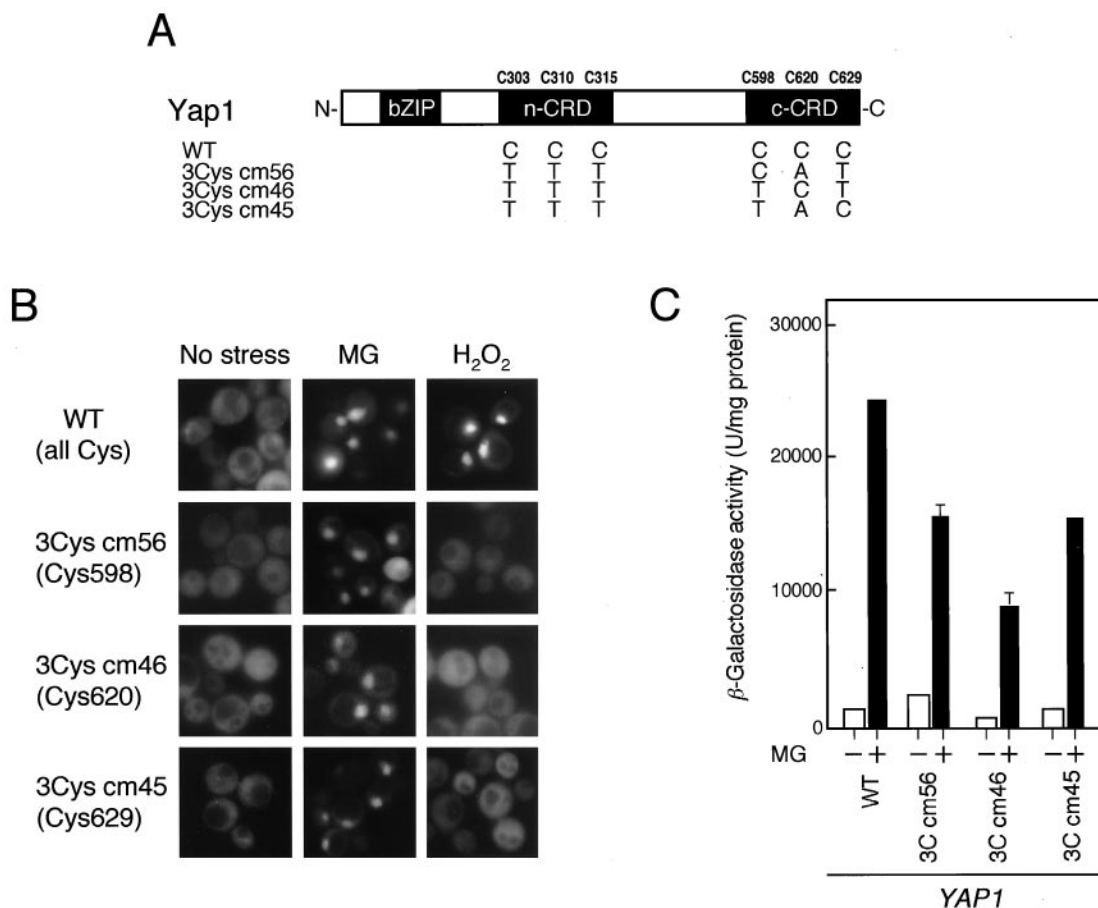 A
C303 C310 C315 C598 C620 C629
Yap1 N- bZIP n-CRD c-CRD -C
WT C C C C C C
3Cys cm56 T T T C A T
3Cys cm46 T T T T C T
3Cys cm45 T T T T A C
B
No stress MG H₂O₂
WT
(all Cys)
3Cys cm56
(Cys598)
3Cys cm46
(Cys620)
3Cys cm45
(Cys629)
C
β-Galactosidase activity (U/mg protein)
30000
20000
10000
0
MG − + − + − + − +
WT 3C cm56 3C cm46 3C cm45
YAP1